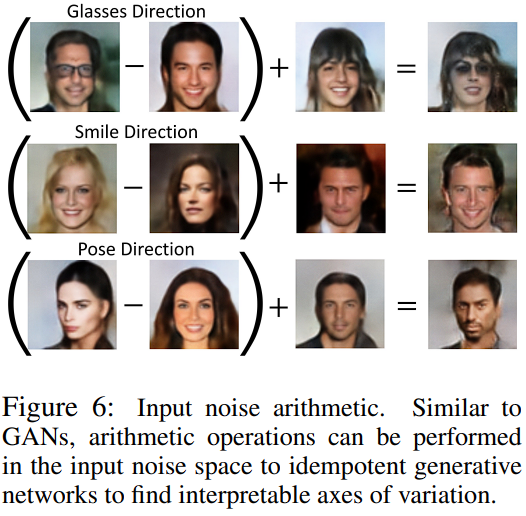 Glasses Direction
( − ) + =
Smile Direction
( − ) + =
Pose Direction
( − ) + =
Figure 6: Input noise arithmetic. Similar to
GANs, arithmetic operations can be performed
in the input noise space to idempotent generative
networks to find interpretable axes of variation.